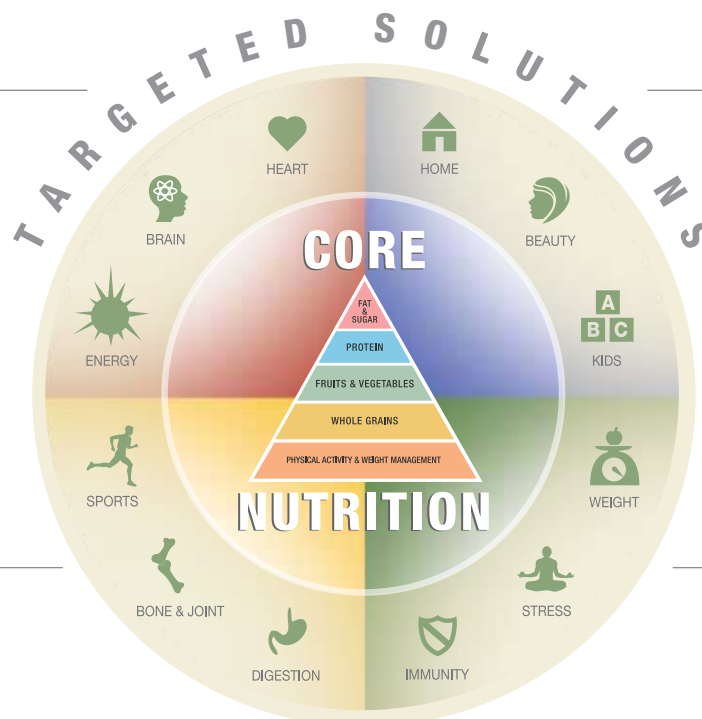 TARGETED SOLUTIONS
HEART
HOME
BRAIN
BEAUTY
CORE
FAT
&
SUGAR
A
B C
PROTEIN
ENERGY
KIDS
FRUITS & VEGETABLES
WHOLE GRAINS
PHYSICAL ACTIVITY & WEIGHT MANAGEMENT
SPORTS
WEIGHT
NUTRITION
BONE & JOINT
STRESS
DIGESTION
IMMUNITY